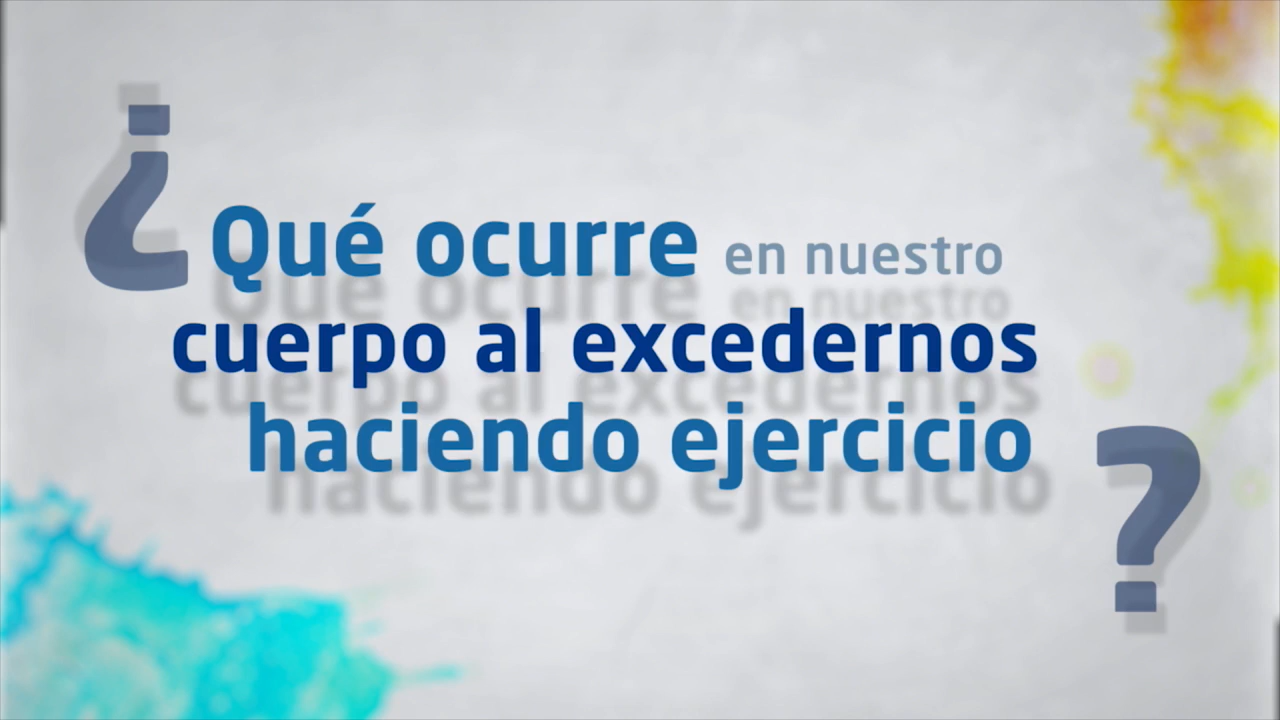 ¿Qué ocurre en nuestro
cuerpo al excedernos
haciendo ejercicio?